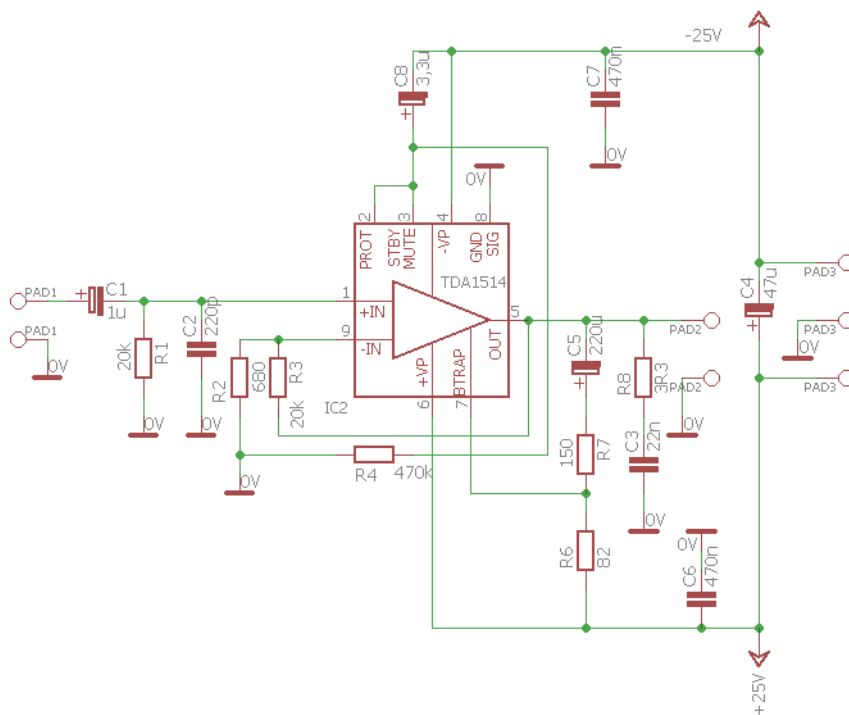 -25V
C8
3,3u
+
C7
470n
0V
0V
2
3
4
8
PROT
STBY
MUTE
-VP
GND
SIG
TDA1514
PAD1
+
C1
1u
1
+IN
5
OUT
PAD2
PAD3
C4
47u
+
PAD3
PAD3
PAD1
0V
20k
R1
C2
220p
9
-IN
R2
680
R3
20k
+VP
BTRAP
IC2
6
7
C5
220u
+
R8
3R3
PAD2
0V
0V
0V
0V
0V
R4
470k
150
R7
C3
22n
0V
R6
82
0V
C6
470n
+25V